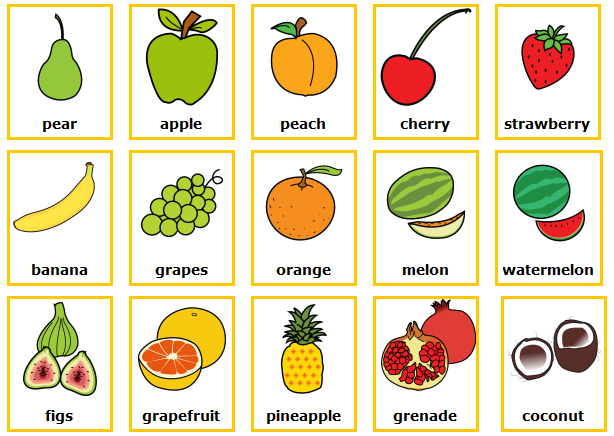 pear
apple
peach
cherry
strawberry
banana
grapes
orange
melon
watermelon
figs
grapefruit
pineapple
grenade
coconut